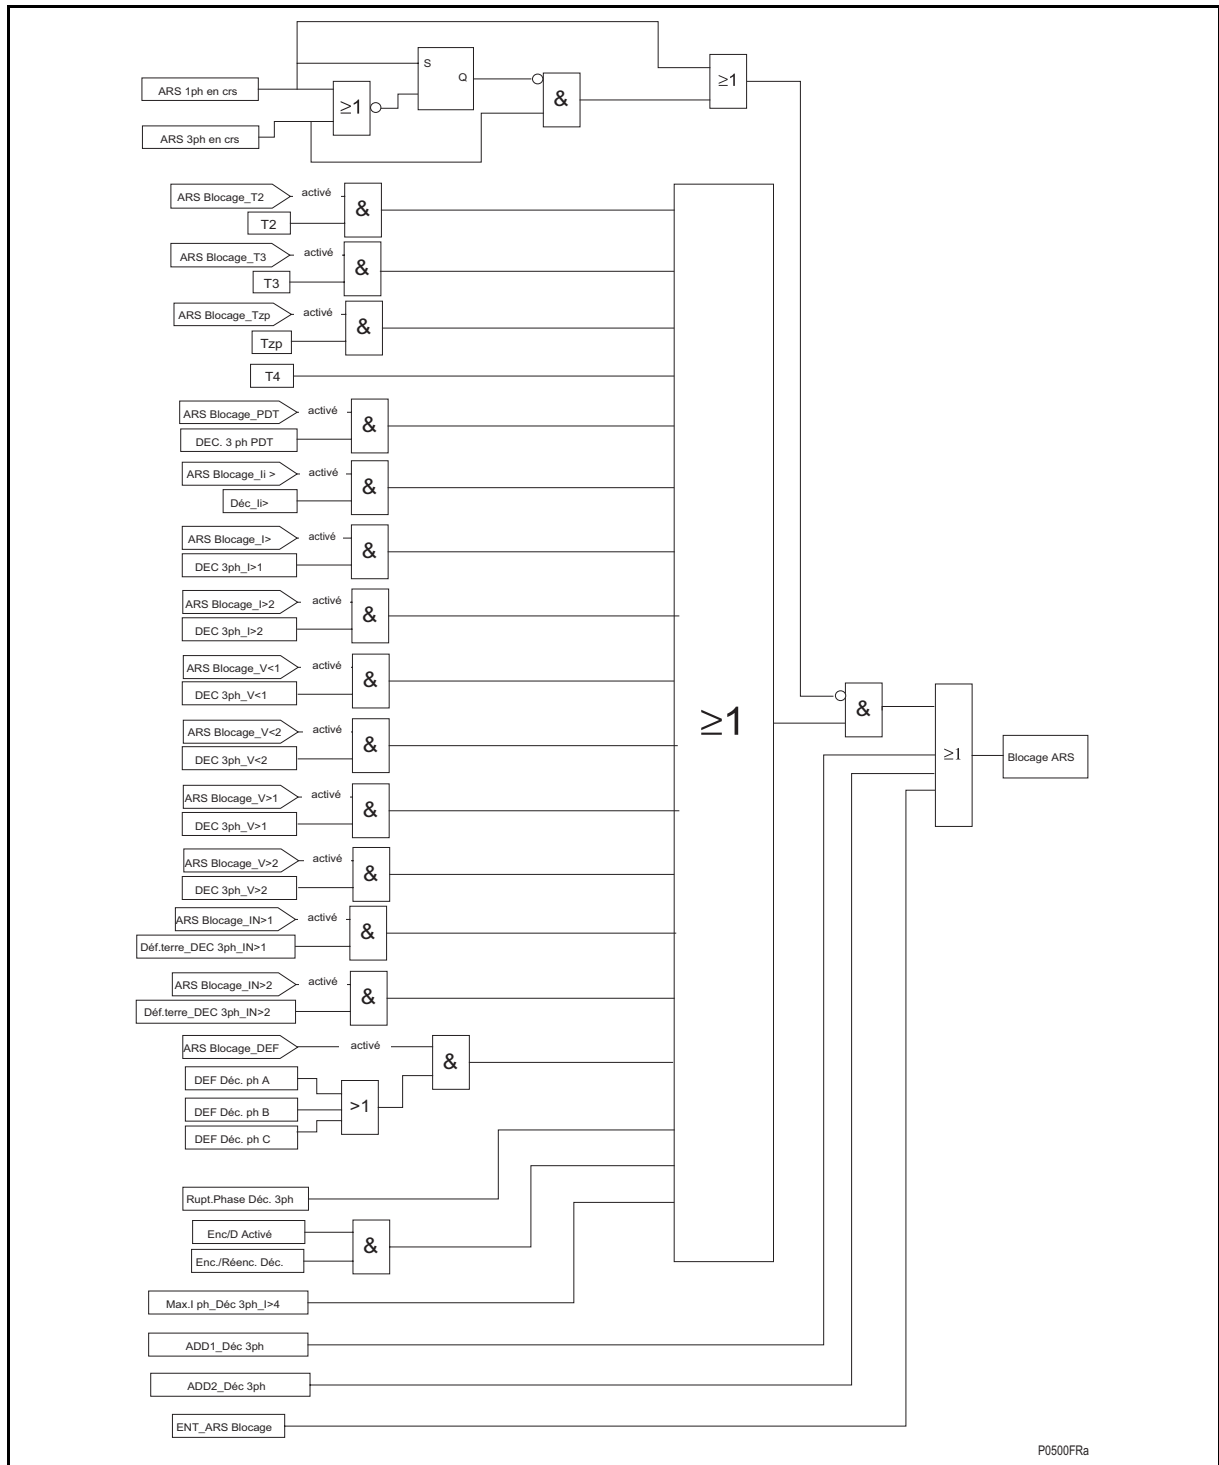 S
Q
ARS 1ph en crs
≥1
&
≥1
ARS 3ph en crs
ARS Blocage_T2 activé
&
T2
ARS Blocage_T3 activé
&
T3
ARS Blocage_Tzp activé
&
Tzp
T4
ARS Blocage_PDT activé
&
DEC. 3 ph PDT
ARS Blocage_Ii > activé
&
Déc_Ii>
ARS Blocage_I> activé
&
DEC 3ph_I>1
ARS Blocage_I>2 activé
&
DEC 3ph_I>2
ARS Blocage_V<1 activé
&
DEC 3ph_V<1
≥1
&
ARS Blocage_V<2 activé
&
DEC 3ph_V<2
≥1
Blocage ARS
ARS Blocage_V>1 activé
&
DEC 3ph_V>1
ARS Blocage_V>2 activé
&
DEC 3ph_V>2
ARS Blocage_IN>1 activé
&
Déf.terre_DEC 3ph_IN>1
ARS Blocage_IN>2 activé
&
Déf.terre_DEC 3ph_IN>2
ARS Blocage_DEF activé
&
DEF Déc. ph A
>1
DEF Déc. ph B
DEF Déc. ph C
Rupt.Phase Déc. 3ph
Enc/D Activé
&
Enc./Réenc. Déc.
Max.I ph_Déc 3ph_I>4
ADD1_Déc 3ph
ADD2_Déc 3ph
ENT_ARS Blocage
P0500FRa